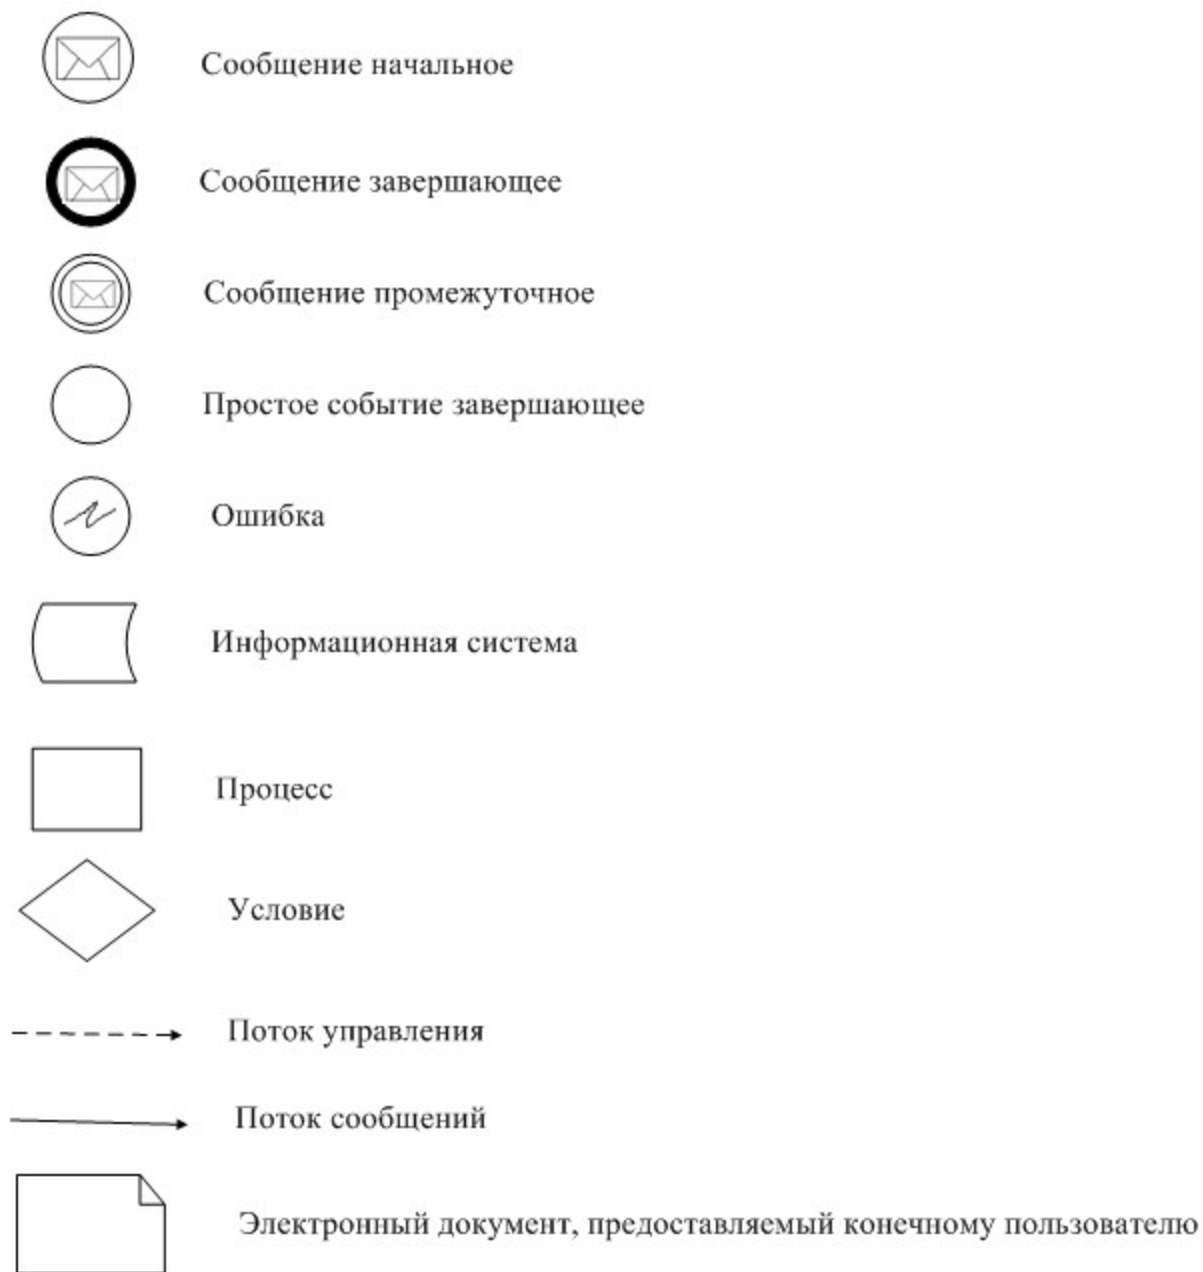 Сообщение начальное
Сообщение завершающее
Сообщение промежуточное
Простое событие завершающее
Ошибка
Информационная система
Процесс
Условие
Поток управления
Поток сообщений
Электронный документ, предоставляемый конечному пользователю